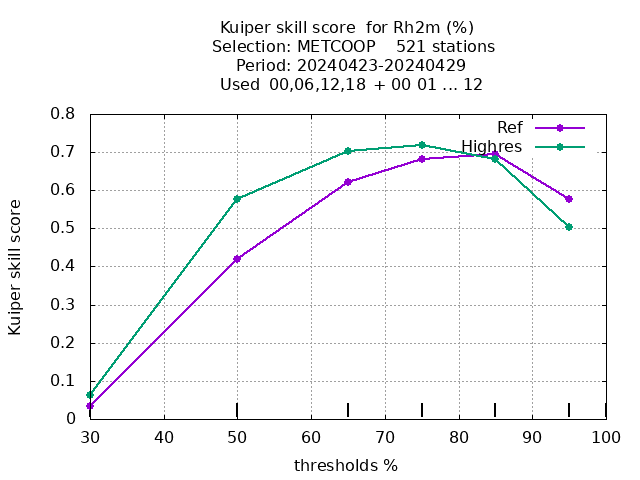 Kuiper skill score  for Rh2m (%)
Selection: METCOOP    521 stations
Period: 20240423-20240429
Used  00,06,12,18  + 00 01 ... 12
Ref
Highres
Kuiper skill score
0.8
0.7
0.6
0.5
0.4
0.3
0.2
0.1
0
30 40 50 60 70 80 90 100
thresholds %